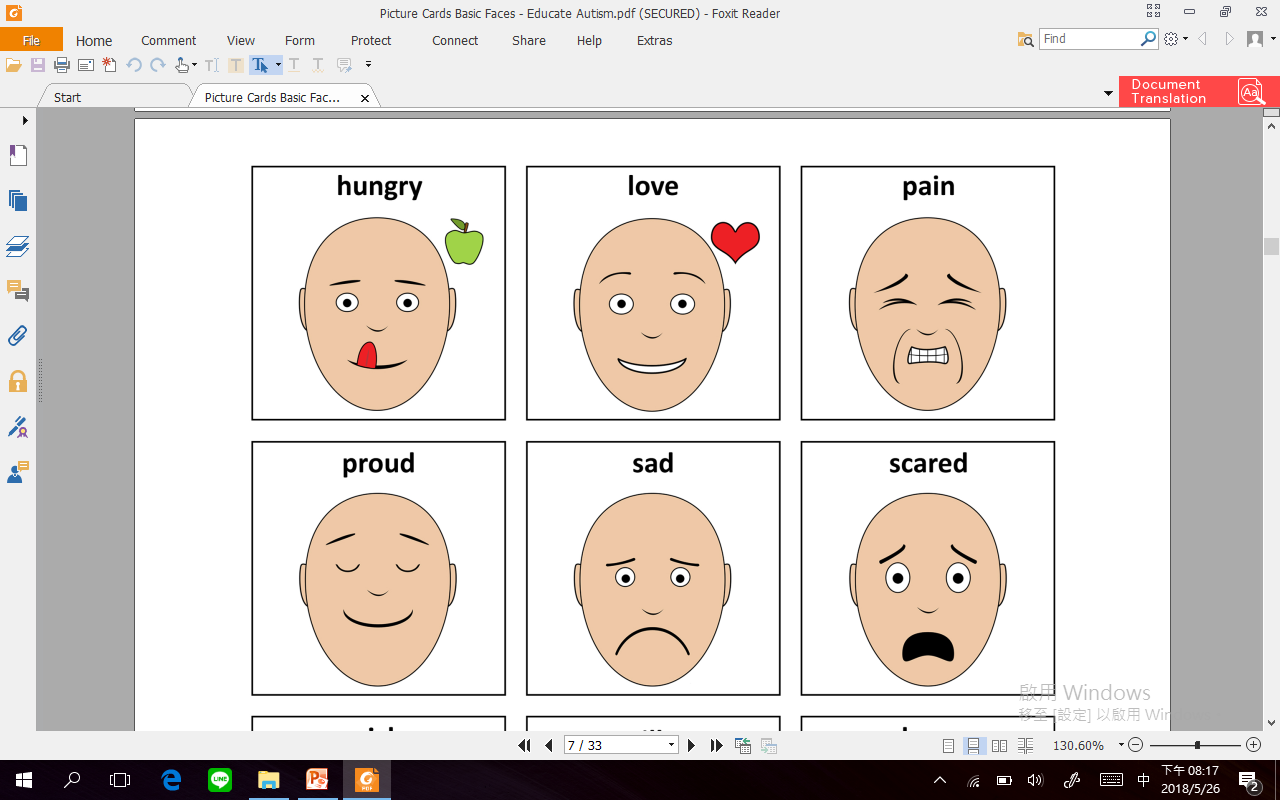 Picture Cards Basic Faces - Educate Autism.pdf (SECURED) - Foxit Reader
File Home Comment View Form Protect Connect Share Help Extras
Find
Start
Picture Cards Basic Fac...
Document
Translation
hungry love pain
proud sad scared
啟用 Windows
移至 [設定] 以啟用
7 / 33
130.60%
LINE
中
下午 08:17
2018/5/26
2